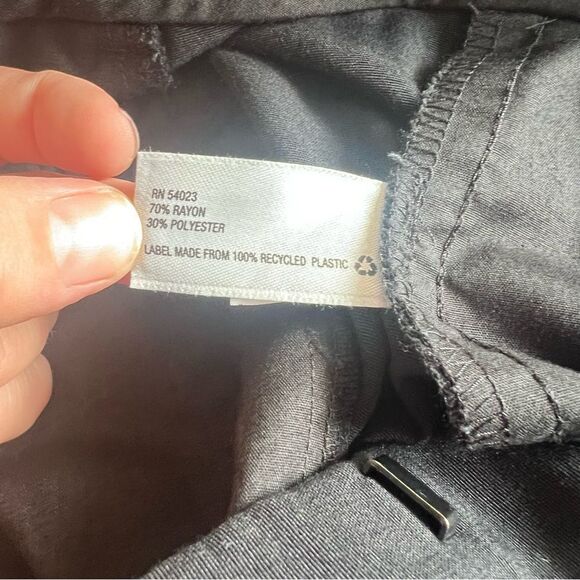 RN 54023
70% RAYON
30% POLYESTER
LABEL MADE FROM 100% RECYCLED PLASTIC